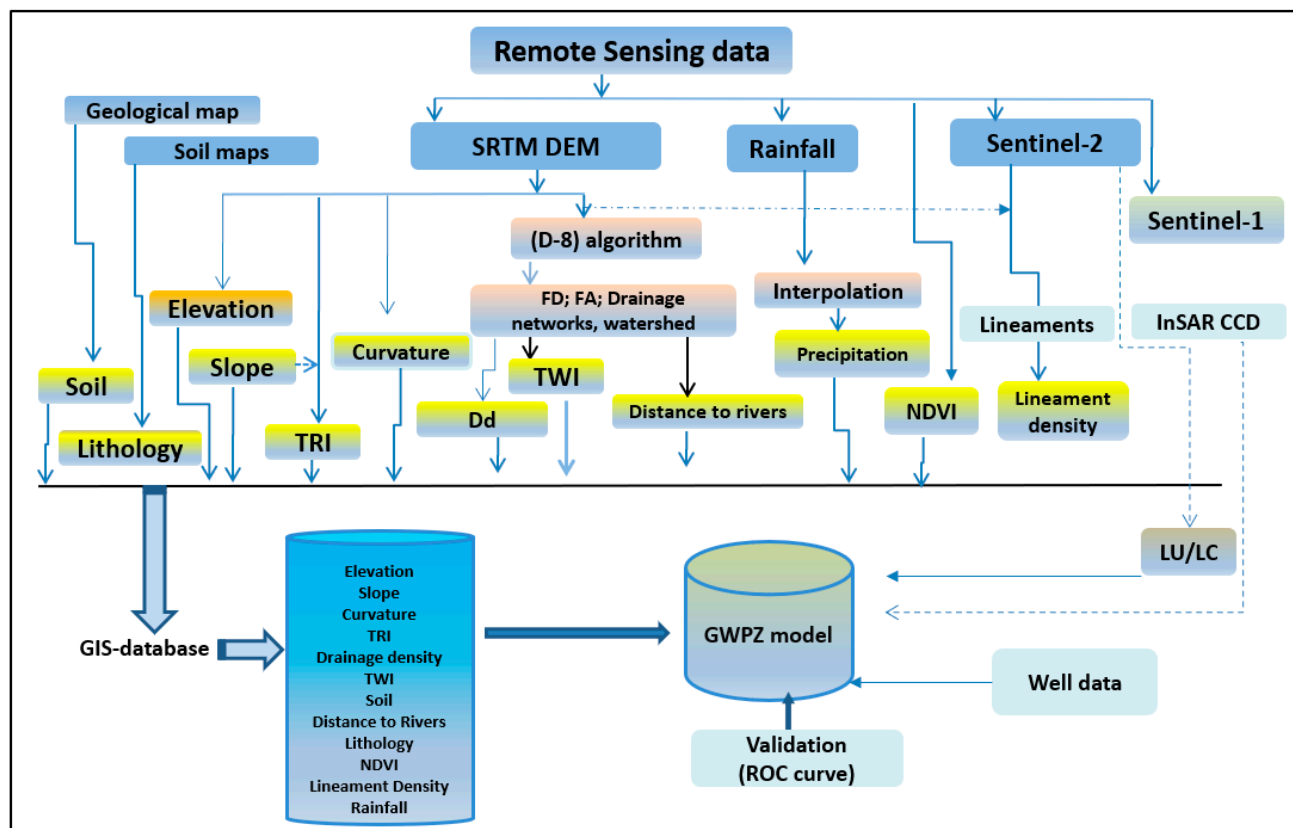 Remote Sensing data
Geological map
Soil maps
SRTM DEM
Rainfall
Sentinel-2
Sentinel-1
(D-8) algorithm
Elevation
FD; FA; Drainage
networks, watershed
Interpolation
Lineaments
InSAR CCD
Slope
Curvature
TWI
Precipitation
Soil
Lithology
TRI
Dd
Distance to rivers
NDVI
Lineament
density
LU/LC
GIS-database
Elevation
Slope
Curvature
TRI
Drainage density
TWI
Soil
Distance to Rivers
Lithology
NDVI
Lineament Density
Rainfall
GWPZ model
Well data
Validation
(ROC curve)